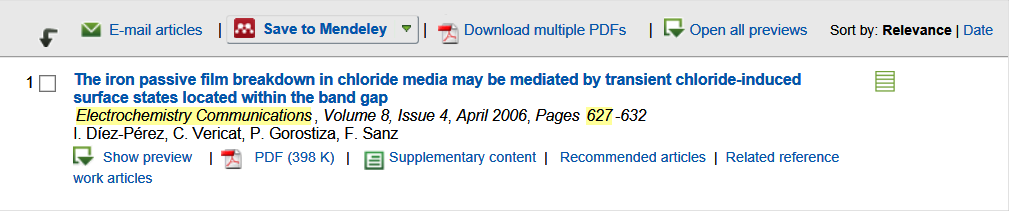 E-mail articles | Save to Mendeley | Download multiple PDFs | Open all previews Sort by: Relevance | Date
1 The iron passive film breakdown in chloride media may be mediated by transient chloride-induced
surface states located within the band gap
Electrochemistry Communications, Volume 8, Issue 4, April 2006, Pages 627-632
I. Díez-Pérez, C. Vericat, P. Gorostiza, F. Sanz
Show preview | PDF (398 K) | Supplementary content | Recommended articles | Related reference
work articles